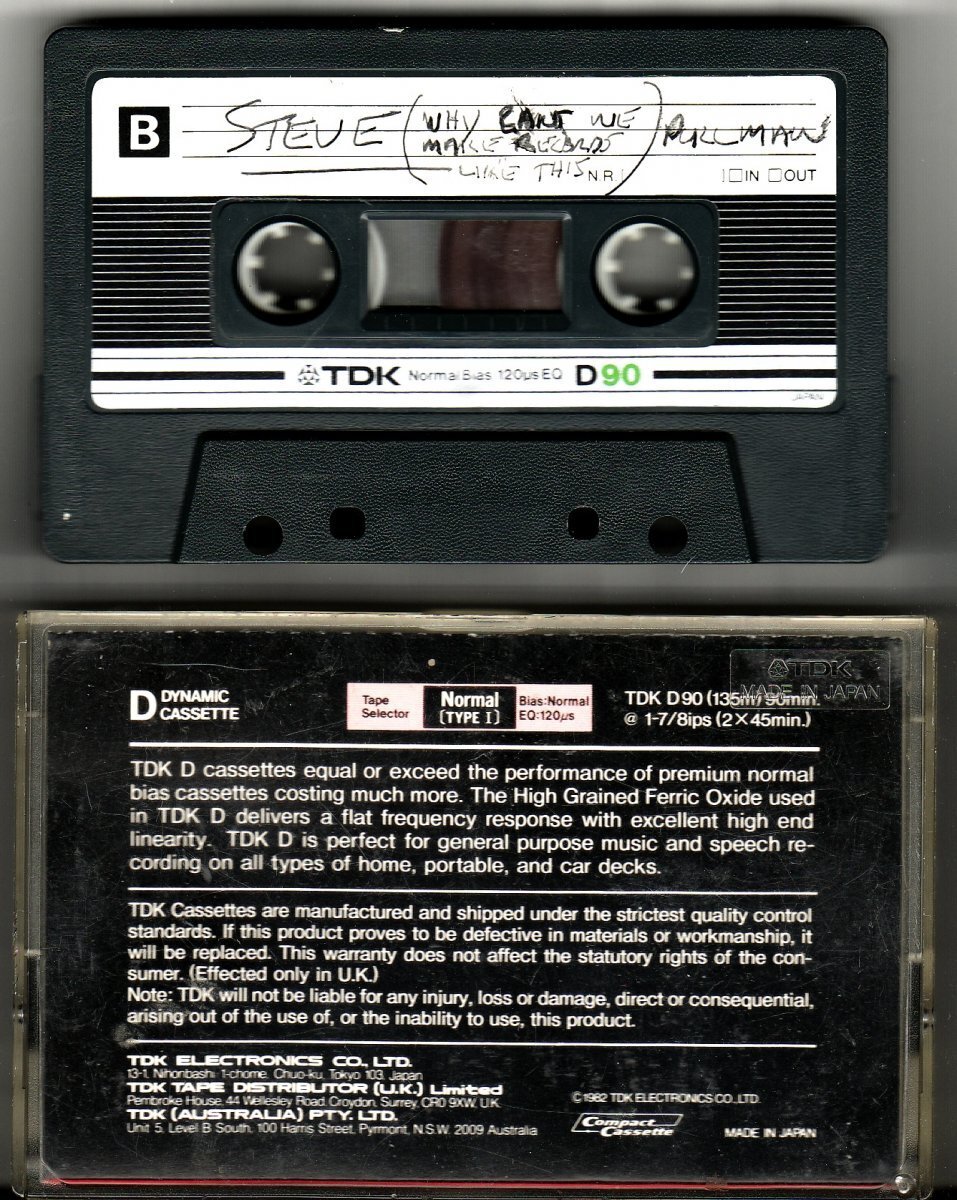 B
STEVE (WHY CANT WE
MAKE RECORDS
LIKE THIS)
N.R
IN OUT
TDK Normal Bias 120µs EQ D90
JAPAN
TDK
MADE IN JAPAN
D DYNAMIC
CASSETTE
Tape
Selector
Normal
[TYPE I]
Bias:Normal
EQ:120µs
TDK D90 (135m) 90min.
@ 1-7/8ips (2×45min.)
TDK D cassettes equal or exceed the performance of premium normal
bias cassettes costing much more. The High Grained Ferric Oxide used
in TDK D delivers a flat frequency response with excellent high end
linearity. TDK D is perfect for general purpose music and speech re-
cording on all types of home, portable, and car decks.
TDK Cassettes are manufactured and shipped under the strictest quality control
standards. If this product proves to be defective in materials or workmanship, it
will be replaced. This warranty does not affect the statutory rights of the con-
sumer. (Effected only in U.K.)
Note: TDK will not be liable for any injury, loss or damage, direct or consequential,
arising out of the use of, or the inability to use, this product.
TDK ELECTRONICS CO., LTD.
13-1, Nihonbashi 1-chome, Chuo-ku, Tokyo 103, Japan
TDK TAPE DISTRIBUTOR (U.K.) Limited
Pembroke House, 44 Wellesley Road, Croydon, Surrey, CR0 9XW, U.K.
TDK (AUSTRALIA) PTY. LTD.
Unit 5, Level B South, 100 Harris Street, Pyrmont, N.S.W. 2009 Australia
©1982 TDK ELECTRONICS CO., LTD.
Compact
Cassette
MADE IN JAPAN